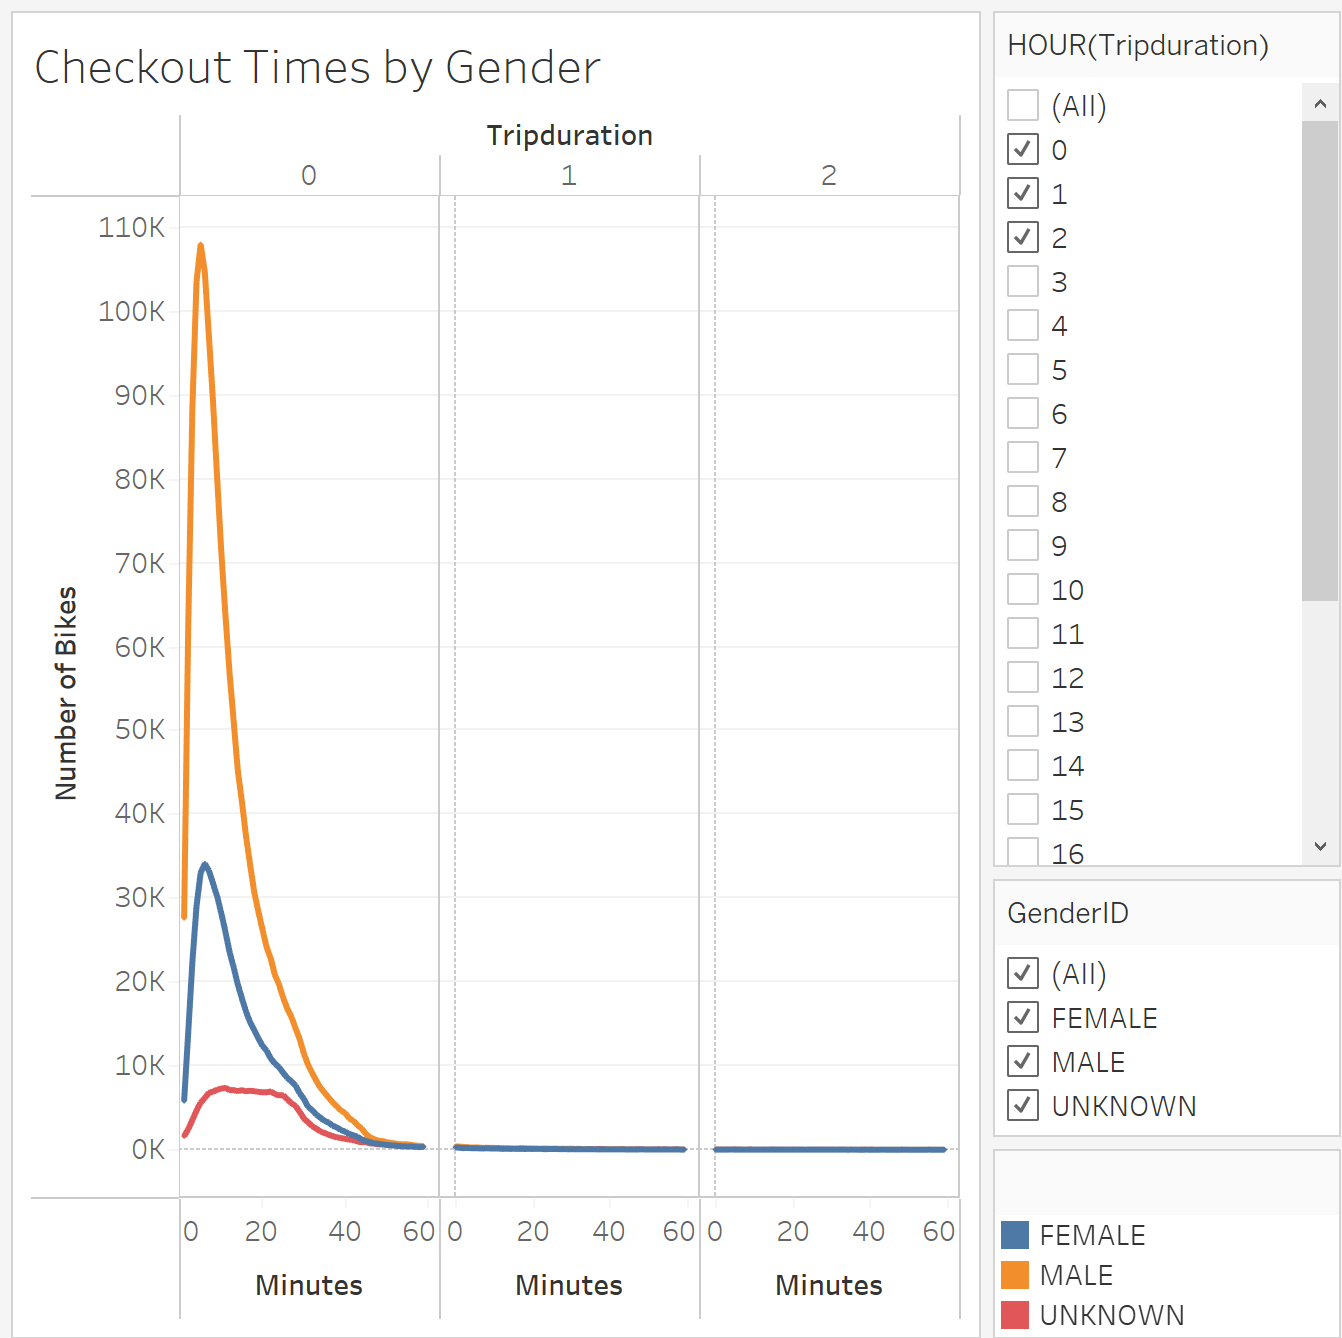 Checkout Times by Gender
Tripduration
0 1 2
110K
100K
90K
80K
70K
60K
50K
40K
30K
20K
10K
0K
Number of Bikes
0 20 40 60 0 20 40 60 0 20 40 60
Minutes Minutes Minutes
HOUR(Tripduration)
(All)
0
1
2
3
4
5
6
7
8
9
10
11
12
13
14
15
16
GenderID
(All)
FEMALE
MALE
UNKNOWN
FEMALE
MALE
UNKNOWN